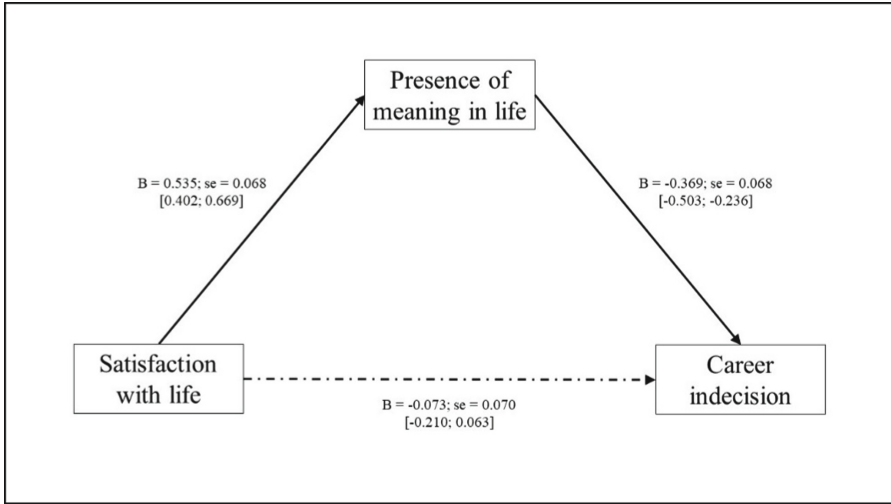 Presence of
meaning in life
B = 0.535; se = 0.068
[0.402; 0.669]
B = -0.369; se = 0.068
[-0.503; -0.236]
Satisfaction
with life
Career
indecision
B = -0.073; se = 0.070
[-0.210; 0.063]